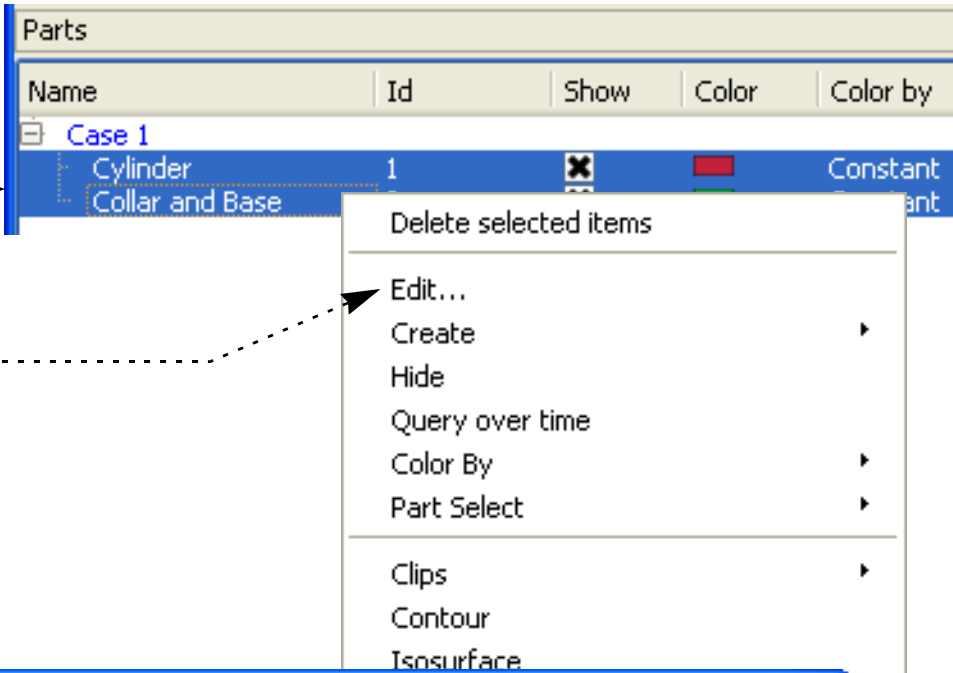 Parts
Name Id Show Color Color by
Case 1
Cylinder 1 Constant
Collar and Base
Delete selected items
Edit...
Create
Hide
Query over time
Color By
Part Select
Clips
Contour
Isosurface